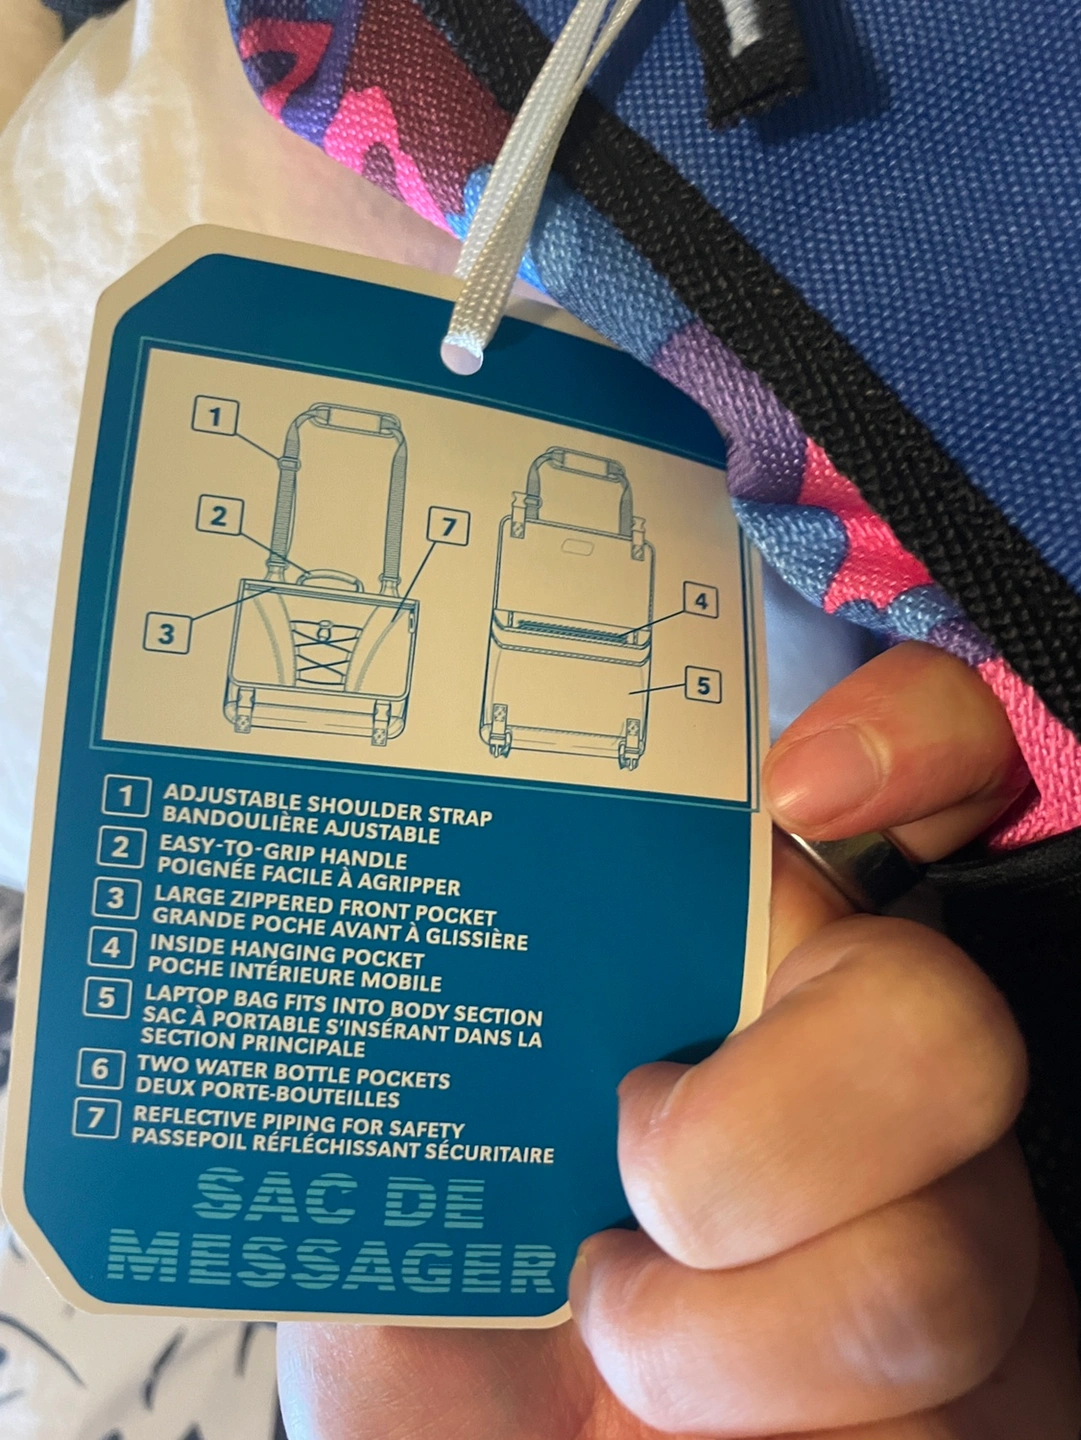 1
2
7
3
4
5
1 ADJUSTABLE SHOULDER STRAP
BANDOULIÈRE AJUSTABLE
2 EASY-TO-GRIP HANDLE
POIGNÉE FACILE À AGRIPPER
3 LARGE ZIPPERED FRONT POCKET
GRANDE POCHE AVANT À GLISSIÈRE
4 INSIDE HANGING POCKET
POCHE INTÉRIEURE MOBILE
5 LAPTOP BAG FITS INTO BODY SECTION
SAC À PORTABLE S'INSÉRANT DANS LA
SECTION PRINCIPALE
6 TWO WATER BOTTLE POCKETS
DEUX PORTE-BOUTEILLES
7 REFLECTIVE PIPING FOR SAFETY
PASSEPOIL RÉFLÉCHISSANT SÉCURITAIRE
SAC DE
MESSAGER